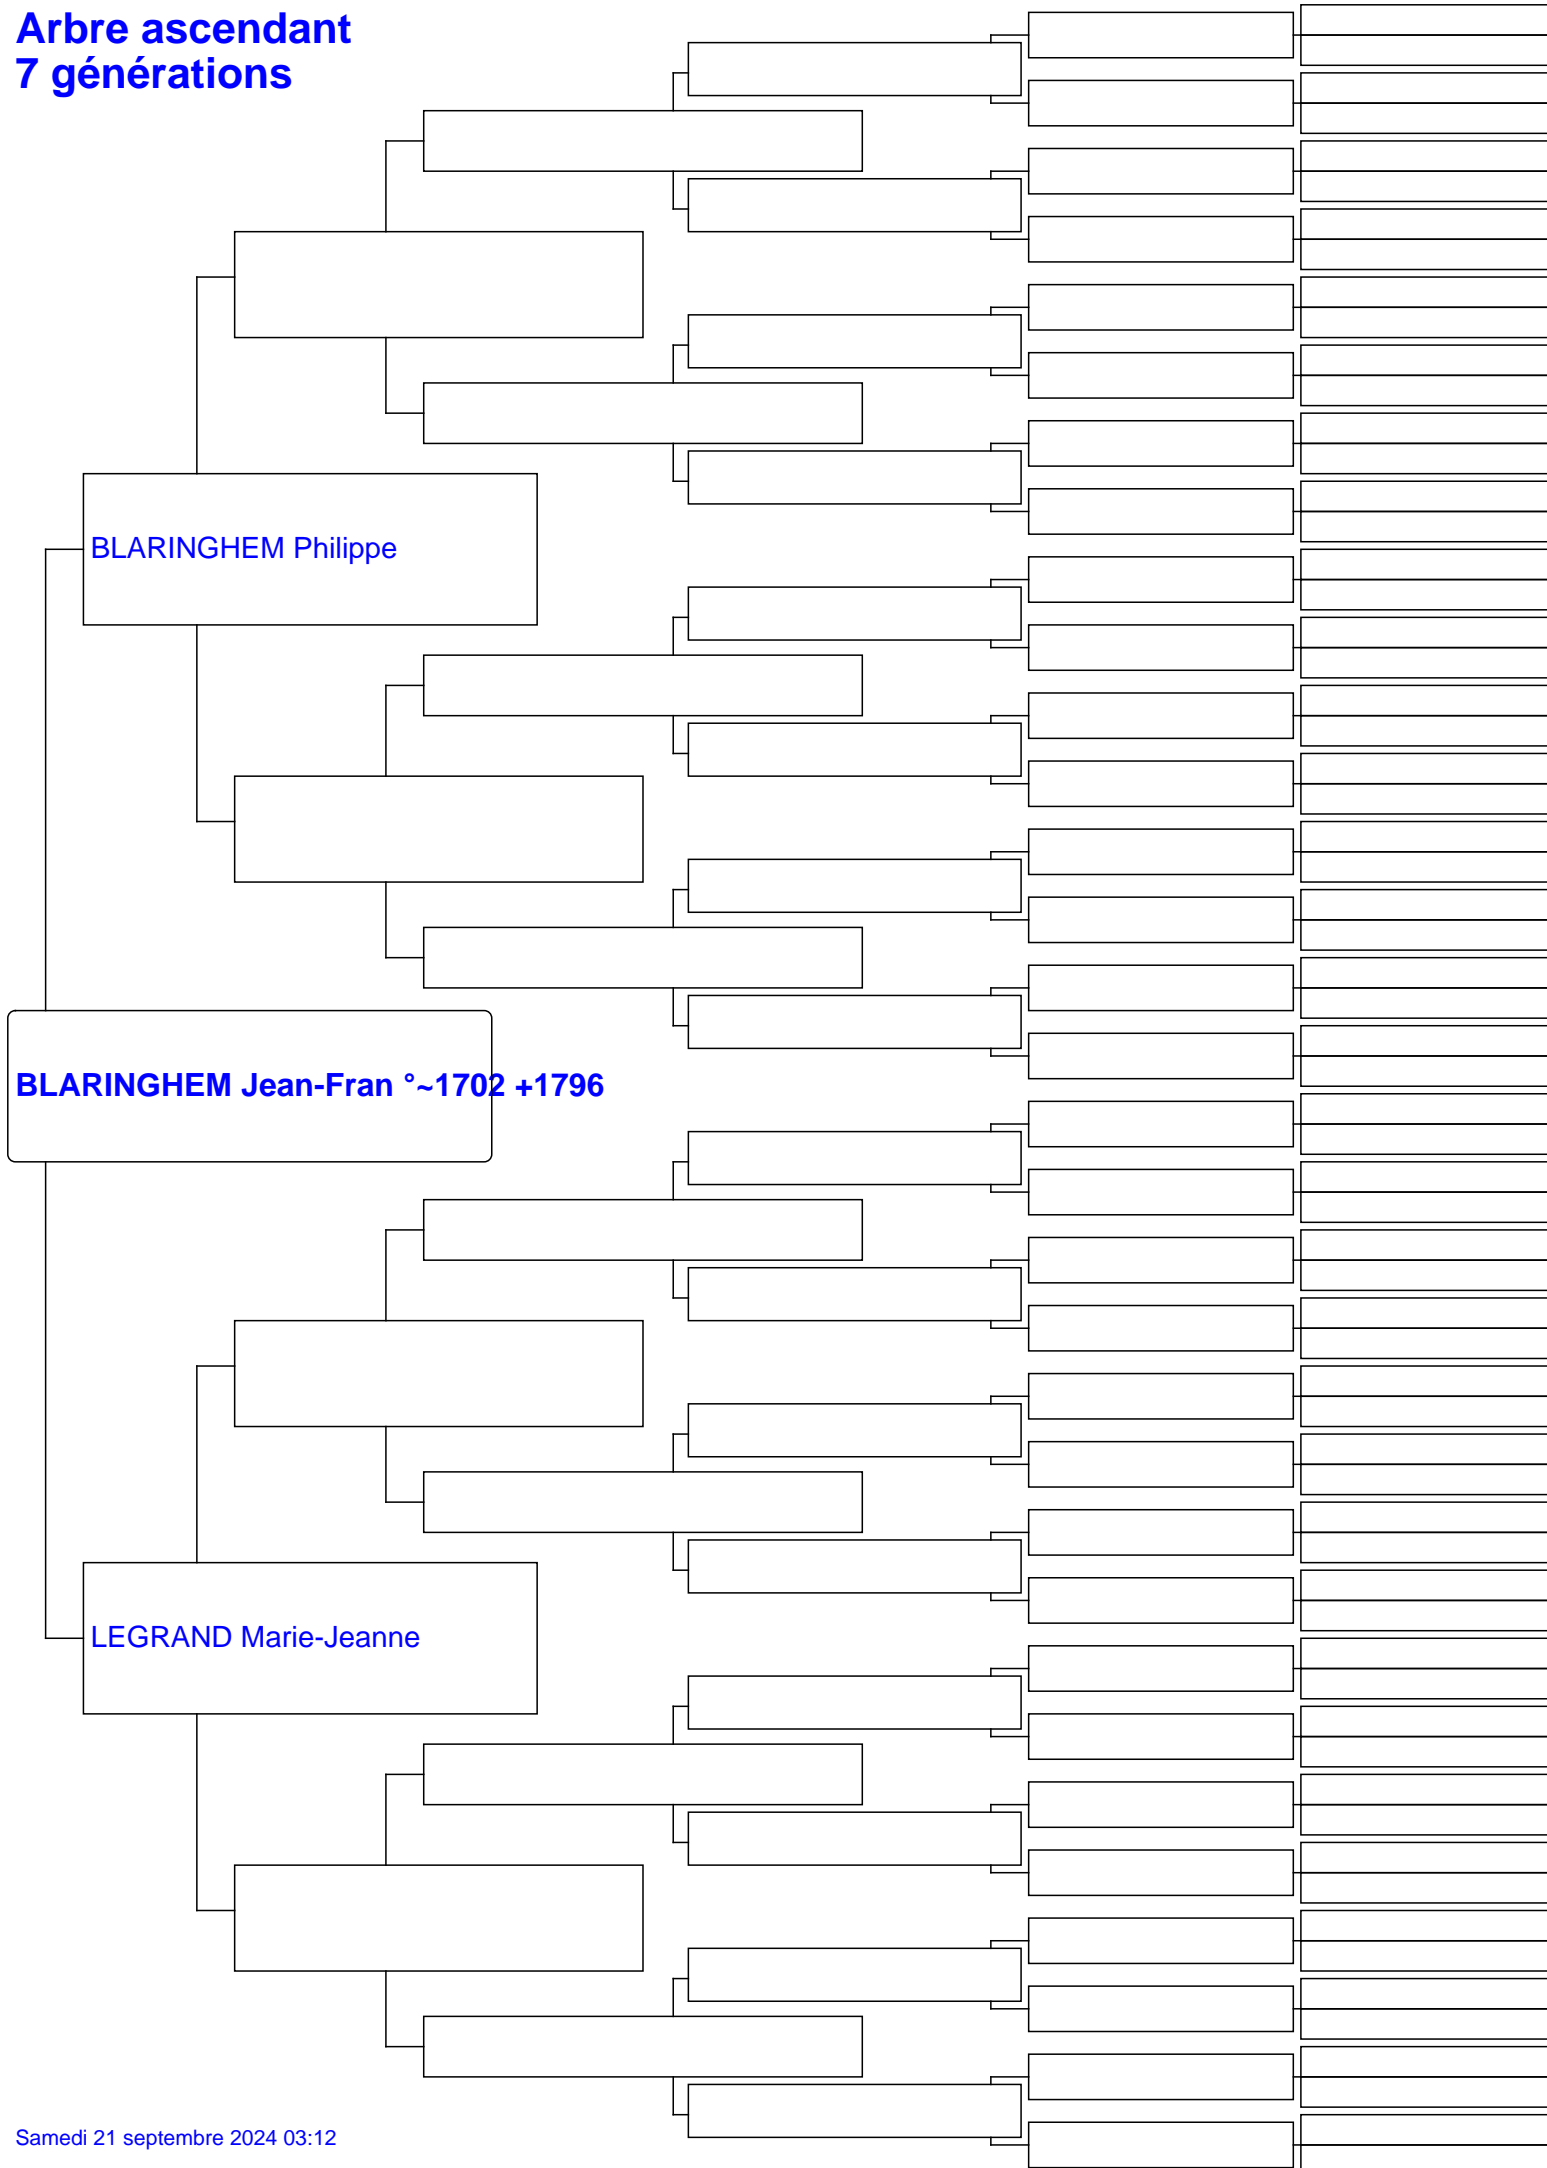 Arbre ascendant
7 générations
BLARINGHEM Philippe
BLARINGHEM Jean-Fran °~1702 +1796
LEGRAND Marie-Jeanne
Samedi 21 septembre 2024 03:12